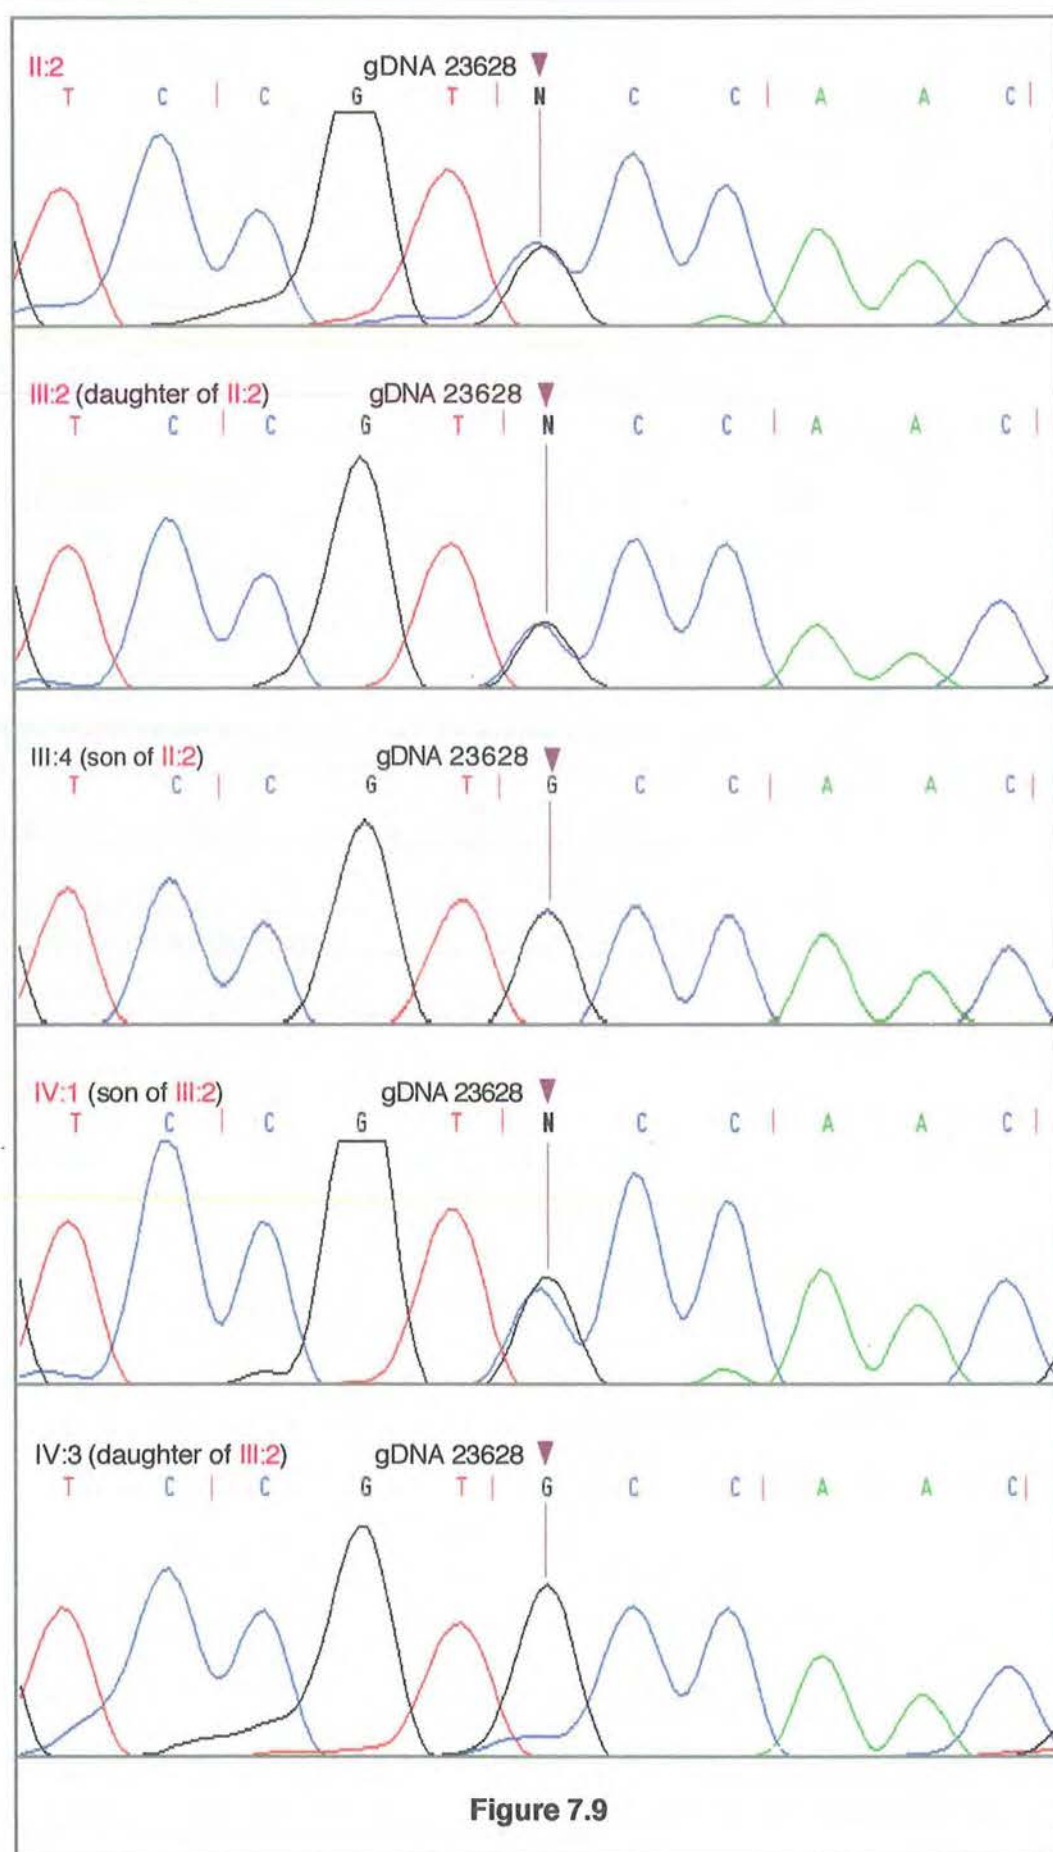 II:2 gDNA 23628
T C | C G T | N C C | A A C |
III:2 (daughter of II:2) gDNA 23628
T C | C G T | N C C | A A C |
III:4 (son of II:2) gDNA 23628
T C | C G T | G C C | A A C |
IV:1 (son of III:2) gDNA 23628
T C | C G T | N C C | A A C |
IV:3 (daughter of III:2) gDNA 23628
T C | C G T | G C C | A A C |
Figure 7.9